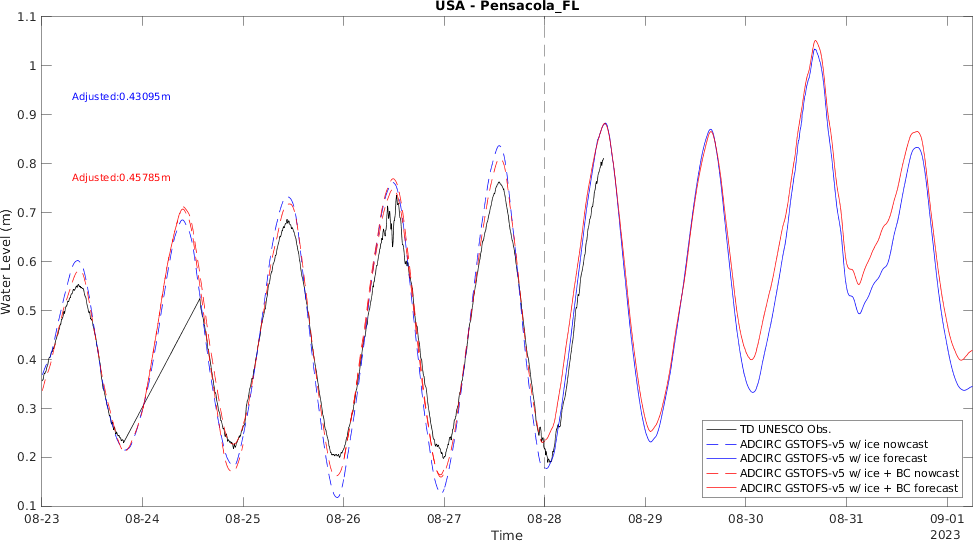 USA - Pensacola_FL
1.1
1
0.9
0.8
0.7
0.6
0.5
0.4
0.3
0.2
0.1
Water Level (m)
Adjusted:0.43095m
Adjusted:0.45785m
TD UNESCO Obs.
ADCIRC GSTOFS-v5 w/ ice nowcast
ADCIRC GSTOFS-v5 w/ ice forecast
ADCIRC GSTOFS-v5 w/ ice + BC nowcast
ADCIRC GSTOFS-v5 w/ ice + BC forecast
08-23 08-24 08-25 08-26 08-27 08-28 08-29 08-30 08-31 09-01
2023
Time